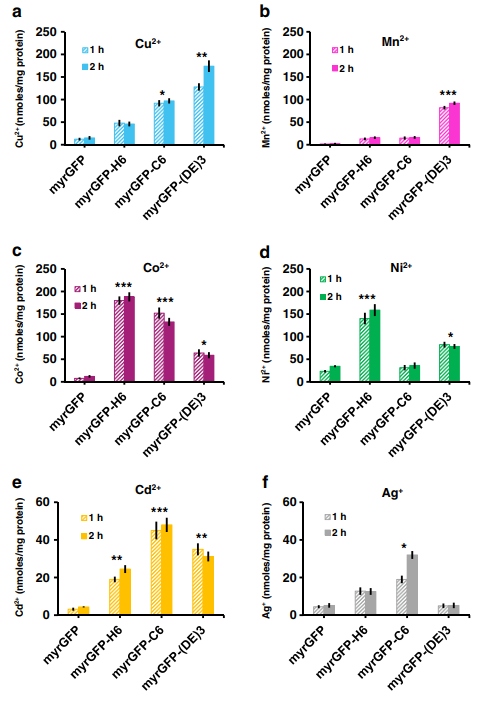 a
Cu²⁺
Cu²⁺ (nmoles/mg protein)
250
200
150
100
50
0
1 h
2 h
*
**
myrGFP
myrGFP-H6
myrGFP-C6
myrGFP-(DE)3
b
Mn²⁺
Mn²⁺ (nmoles/mg protein)
250
200
150
100
50
0
1 h
2 h
***
myrGFP
myrGFP-H6
myrGFP-C6
myrGFP-(DE)3
c
Co²⁺
Co²⁺ (nmoles/mg protein)
250
200
150
100
50
0
1 h
2 h
***
***
*
myrGFP
myrGFP-H6
myrGFP-C6
myrGFP-(DE)3
d
Ni²⁺
Ni²⁺ (nmoles/mg protein)
250
200
150
100
50
0
1 h
2 h
***
*
myrGFP
myrGFP-H6
myrGFP-C6
myrGFP-(DE)3
e
Cd²⁺
Cd²⁺ (nmoles/mg protein)
60
40
20
0
1 h
2 h
**
***
**
myrGFP
myrGFP-H6
myrGFP-C6
myrGFP-(DE)3
f
Ag⁺
Ag⁺ (nmoles/mg protein)
60
40
20
0
1 h
2 h
*
myrGFP
myrGFP-H6
myrGFP-C6
myrGFP-(DE)3